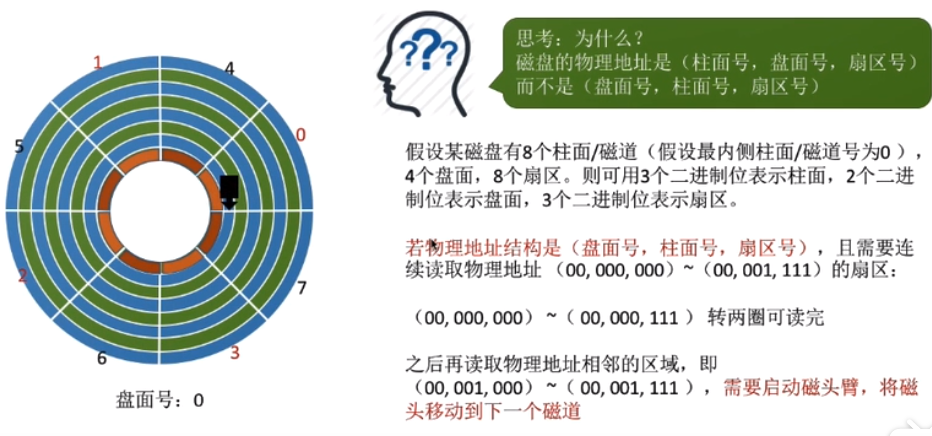 1
4
0
5
2
7
6
3
盘面号：0
???
思考：为什么？
磁盘的物理地址是（柱面号，盘面号，扇区号）
而不是（盘面号，柱面号，扇区号）
假设某磁盘有8个柱面/磁道（假设最内侧柱面/磁道号为0），
4个盘面，8个扇区。则可用3个二进制位表示柱面，2个二进
制位表示盘面，3个二进制位表示扇区。
若物理地址结构是（盘面号，柱面号，扇区号），且需要连
续读取物理地址（00, 000, 000）~（00, 001, 111）的扇区：
（00, 000, 000）~（00, 000, 111）转两圈可读完
之后再读取物理地址相邻的区域，即
（00, 001, 000）~（00, 001, 111），需要启动磁头臂，将磁
头移动到下一个磁道